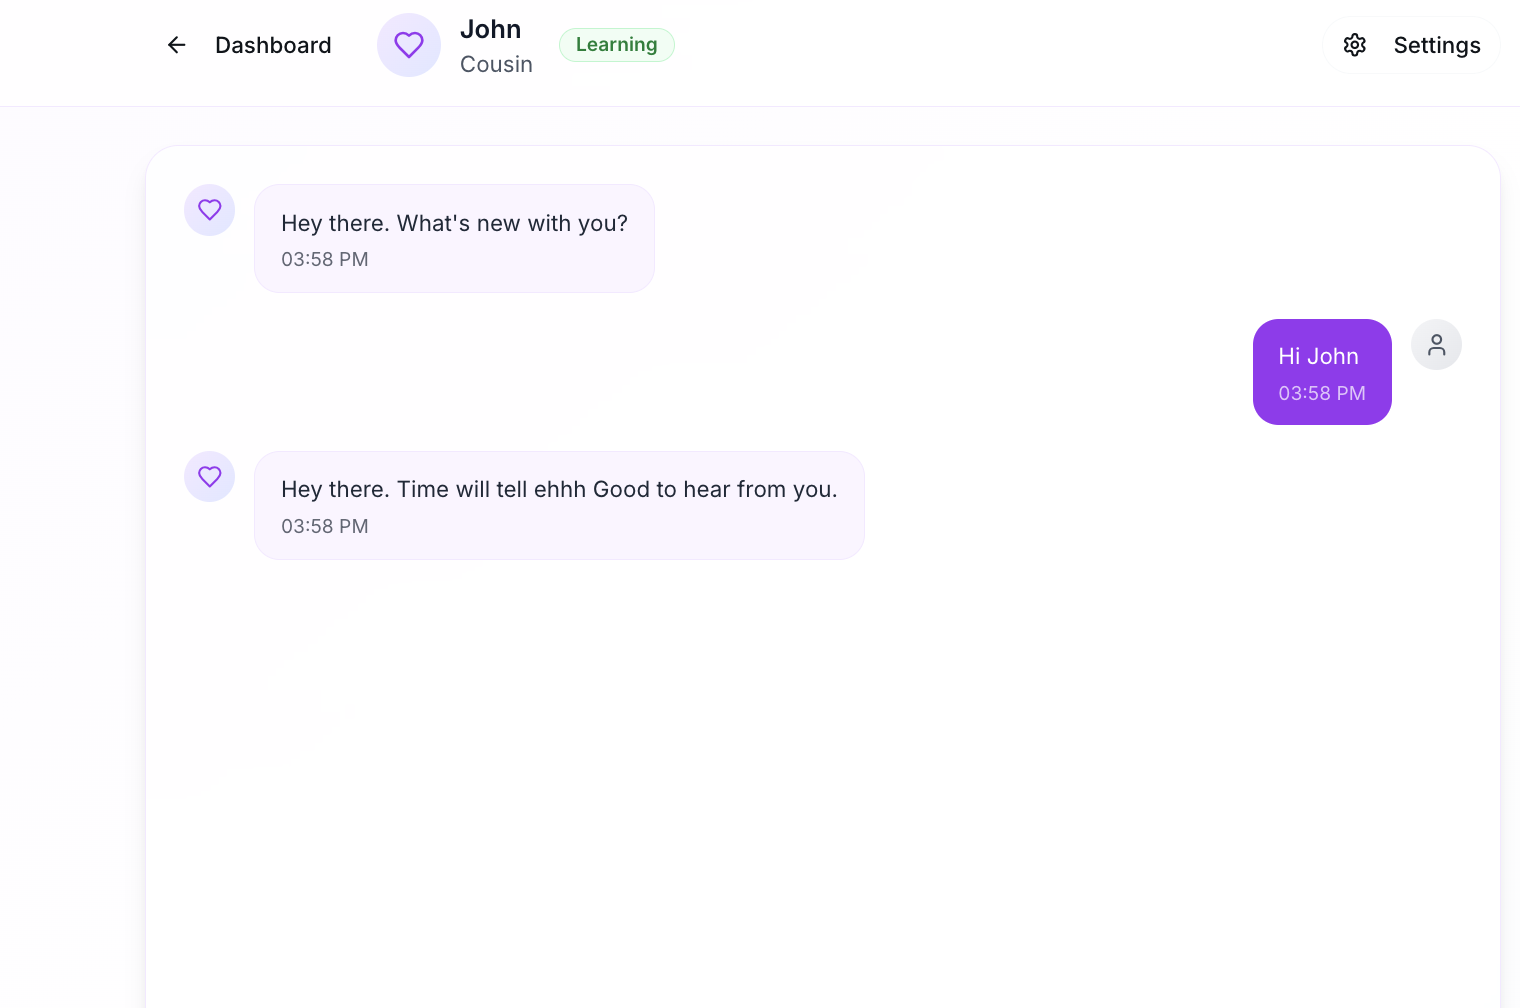 Dashboard
John
Cousin
Learning
Settings
Hey there. What's new with you?
03:58 PM
Hi John
03:58 PM
Hey there. Time will tell ehhh Good to hear from you.
03:58 PM